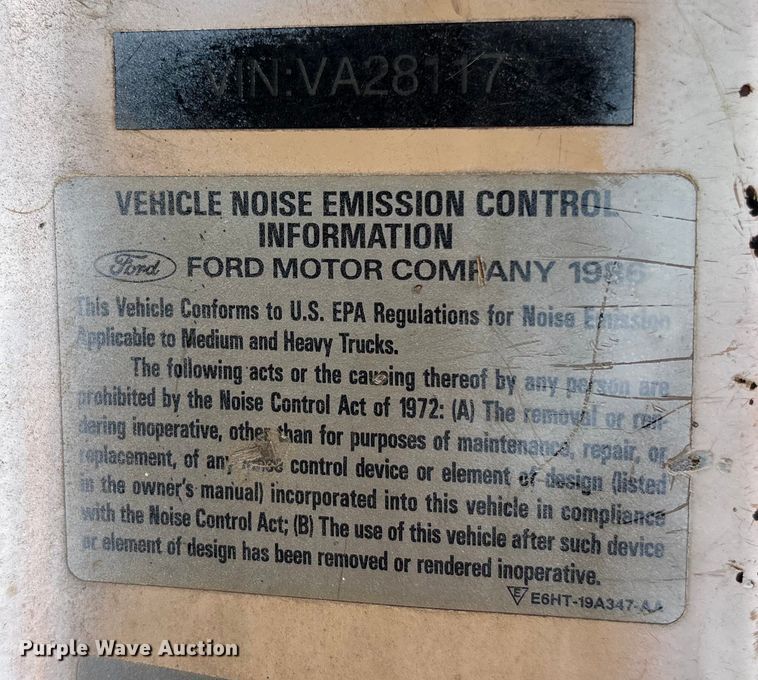 VIN:VA28117
VEHICLE NOISE EMISSION CONTROL
INFORMATION
Ford FORD MOTOR COMPANY 1986
This Vehicle Conforms to U.S. EPA Regulations for Noise Emission
Applicable to Medium and Heavy Trucks.
The following acts or the causing thereof by any person are
prohibited by the Noise Control Act of 1972: (A) The removal or ren-
dering inoperative, other than for purposes of maintenance, repair, or
replacement, of any noise control device or element of design (listed
in the owner's manual) incorporated into this vehicle in compliance
with the Noise Control Act; (B) The use of this vehicle after such device
or element of design has been removed or rendered inoperative.
E E6HT-19A347-AA
Purple Wave Auction